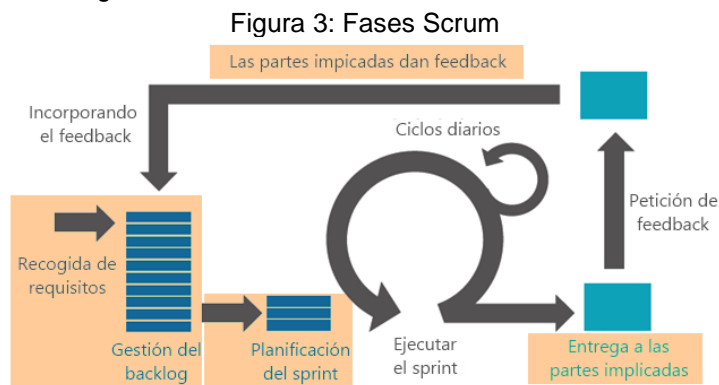 Figura 3: Fases Scrum
Las partes impicadas dan feedback
Incorporando
el feedback
Ciclos diarios
Petición de
feedback
Recogida de
requisitos
Gestión del
backlog
Planificación
del sprint
Ejecutar
el sprint
Entrega a las
partes implicadas